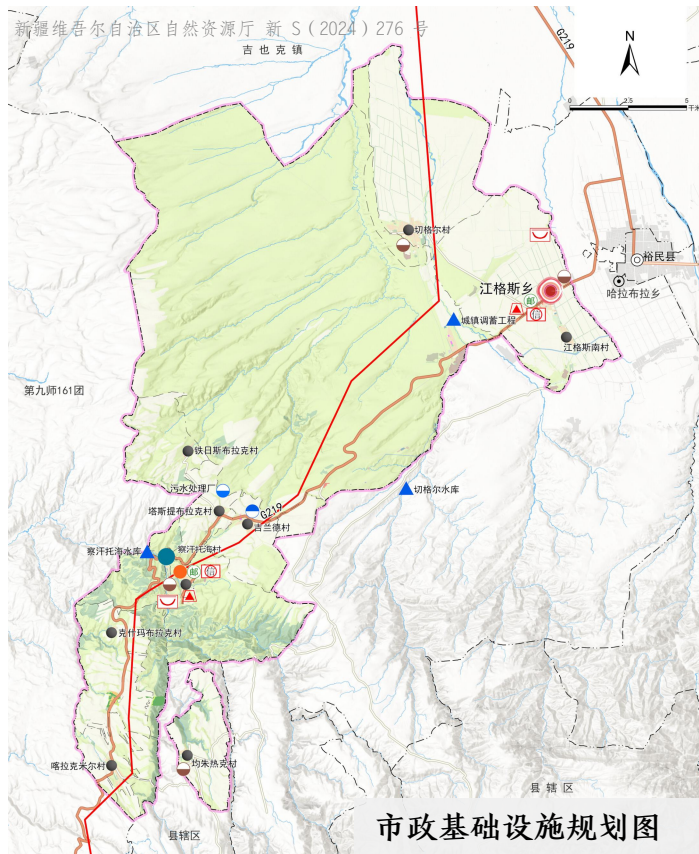 新疆维吾尔自治区自然资源厅 新 S(2024)276 号
吉也克镇
G219
N
0 2.5 5
千米
切格尔村
裕民县
江格斯乡
哈拉布拉乡
邮
城镇调蓄工程
江格斯南村
第九师161团
铁日斯布拉克村
污水处理厂
切格尔水库
塔斯提布拉克村
G219
吉兰德村
察汗托海水库
察汗托海村
邮
克什玛布拉克村
喀拉克米尔村
均朱热克村
县辖区
县辖区
市政基础设施规划图